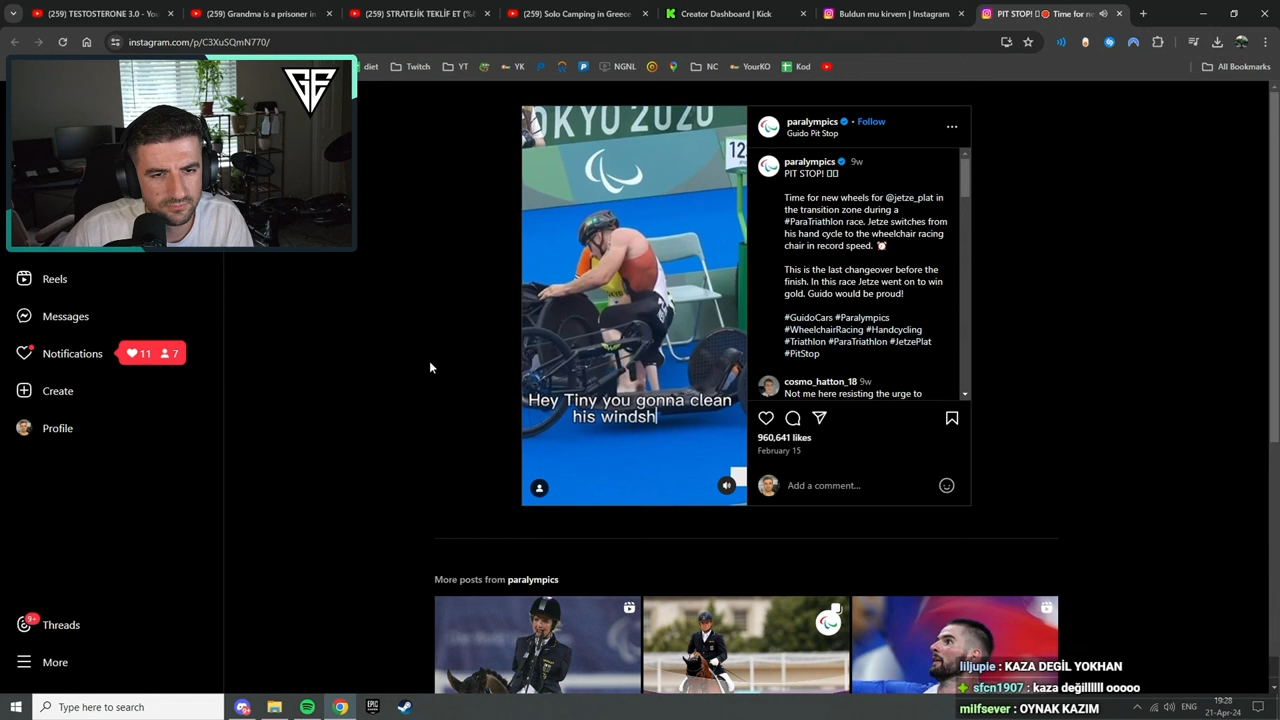 (259) TESTOSTERONE 3.0 - You
(259) Grandma is a prisoner in
(259) STRATEJİK TEKLİF ET (%
(259) Solo Camping in Greece
Creator Dashboard | Kick
Buldun mu kirvem | Instagram
PIT STOP! Time for ne
instagram.com/p/C3XuSQmN770/
diet
Twitch
YT
YK
NC
YourKO
Kod
All Bookmarks
GE
Reels
Messages
Notifications
11
7
Create
Profile
9+
Threads
More
OKYO 2020
12
Hey Tiny you gonna clean
his windsh
paralympics • Follow
Guido Pit Stop
paralympics 9w
PIT STOP!
Time for new wheels for @jetze_plat in
the transition zone during a
#ParaTriathlon race. Jetze switches from
his hand cycle to the wheelchair racing
chair in record speed.
This is the last changeover before the
finish. In this race Jetze went on to win
gold. Guido would be proud!
#GuidoCars #Paralympics
#WheelchairRacing #Handcycling
#Triathlon #ParaTriathlon #JetzePlat
#PitStop
cosmo_hatton_18 9w
Not me here resisting the urge to
960,641 likes
February 15
Add a comment...
More posts from paralympics
liljupie : KAZA DEGİL YOKHAN
sfcn1907 : kaza değilllllll ooooo
milfsever : OYNAK KAZIM
Type here to search
EPIC
ENG
19:28
21-Apr-24